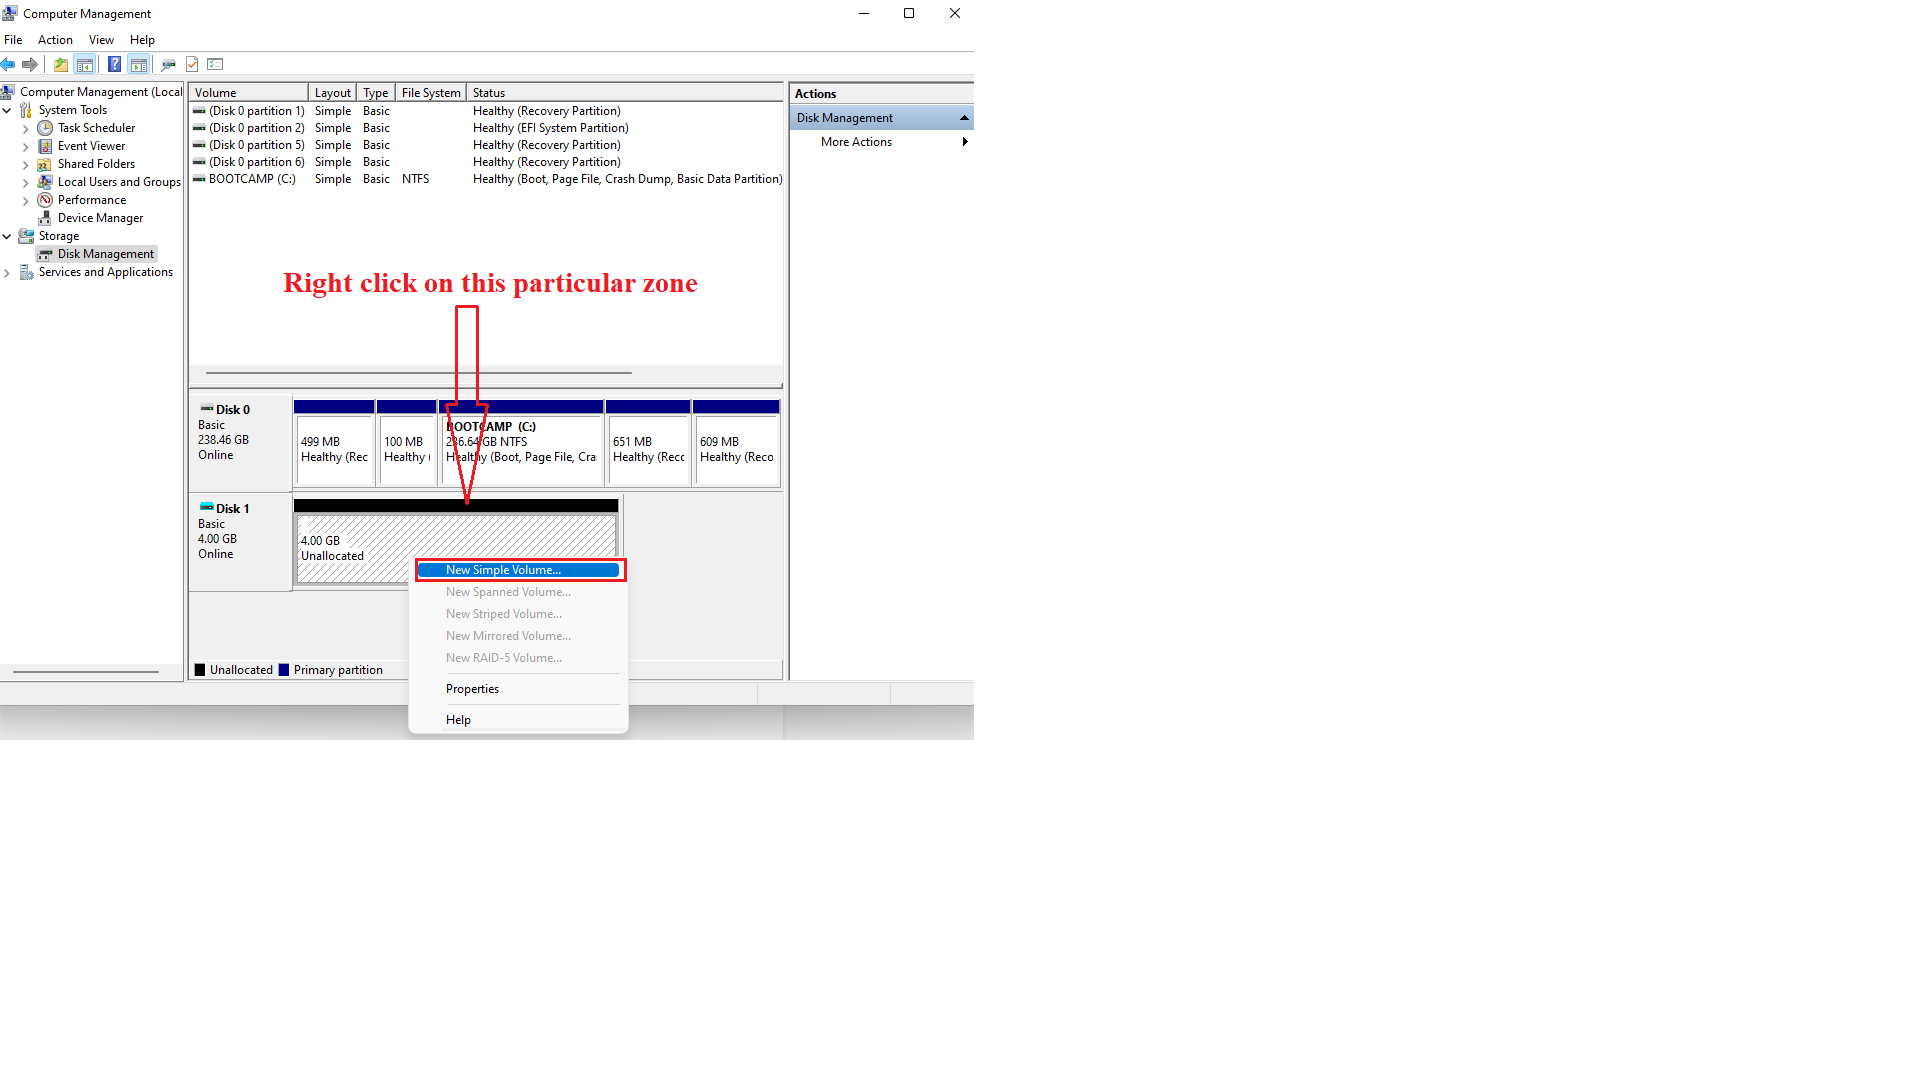 Computer Management
File Action View Help
Computer Management (Local
System Tools
Task Scheduler
Event Viewer
Shared Folders
Local Users and Groups
Performance
Device Manager
Storage
Disk Management
Services and Applications
Volume Layout Type File System Status
(Disk 0 partition 1) Simple Basic Healthy (Recovery Partition)
(Disk 0 partition 2) Simple Basic Healthy (EFI System Partition)
(Disk 0 partition 5) Simple Basic Healthy (Recovery Partition)
(Disk 0 partition 6) Simple Basic Healthy (Recovery Partition)
BOOTCAMP (C:) Simple Basic NTFS Healthy (Boot, Page File, Crash Dump, Basic Data Partition)
Right click on this particular zone
Disk 0
Basic
238.46 GB
Online
499 MB
Healthy (Rec
100 MB
Healthy (
BOOTCAMP (C:)
236.64 GB NTFS
Healthy (Boot, Page File, Cra
651 MB
Healthy (Recc
609 MB
Healthy (Reco
Disk 1
Basic
4.00 GB
Online
4.00 GB
Unallocated
New Simple Volume...
New Spanned Volume...
New Striped Volume...
New Mirrored Volume...
New RAID-5 Volume...
Properties
Help
Unallocated Primary partition
Actions
Disk Management
More Actions